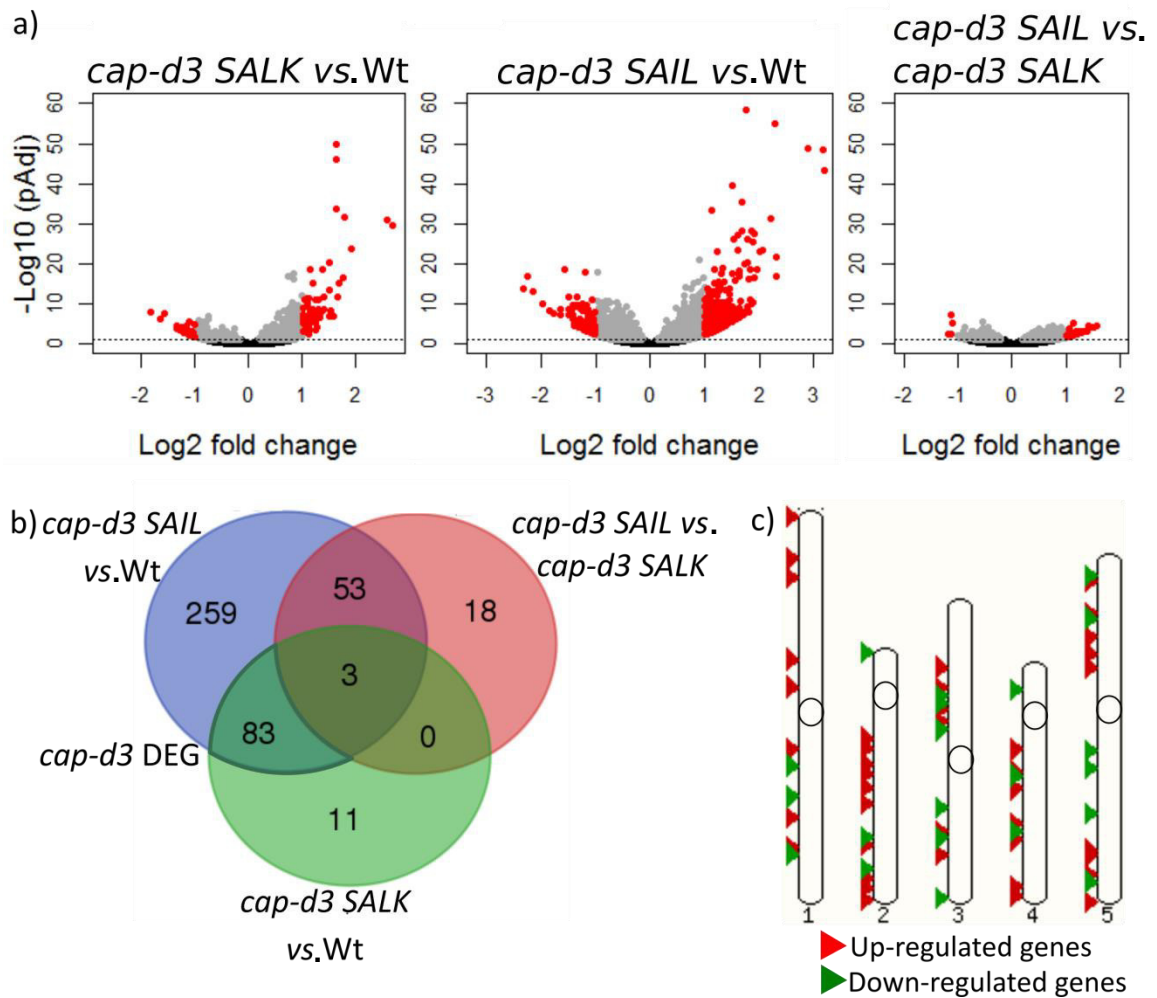 a)
cap-d3 SALK vs.Wt
cap-d3 SAIL vs.Wt
cap-d3 SAIL vs.
cap-d3 SALK
-Log10 (pAdj)
60
50
40
30
20
10
0
-2 -1 0 1 2
Log2 fold change
60
50
40
30
20
10
0
-3 -2 -1 0 1 2 3
Log2 fold change
60
50
40
30
20
10
0
-2 -1 0 1 2
Log2 fold change
b)
cap-d3 SAIL
vs.Wt
cap-d3 SAIL vs.
cap-d3 SALK
259
53
18
3
83
0
11
cap-d3 DEG
cap-d3 SALK
vs.Wt
c)
1 2 3 4 5
Up-regulated genes
Down-regulated genes